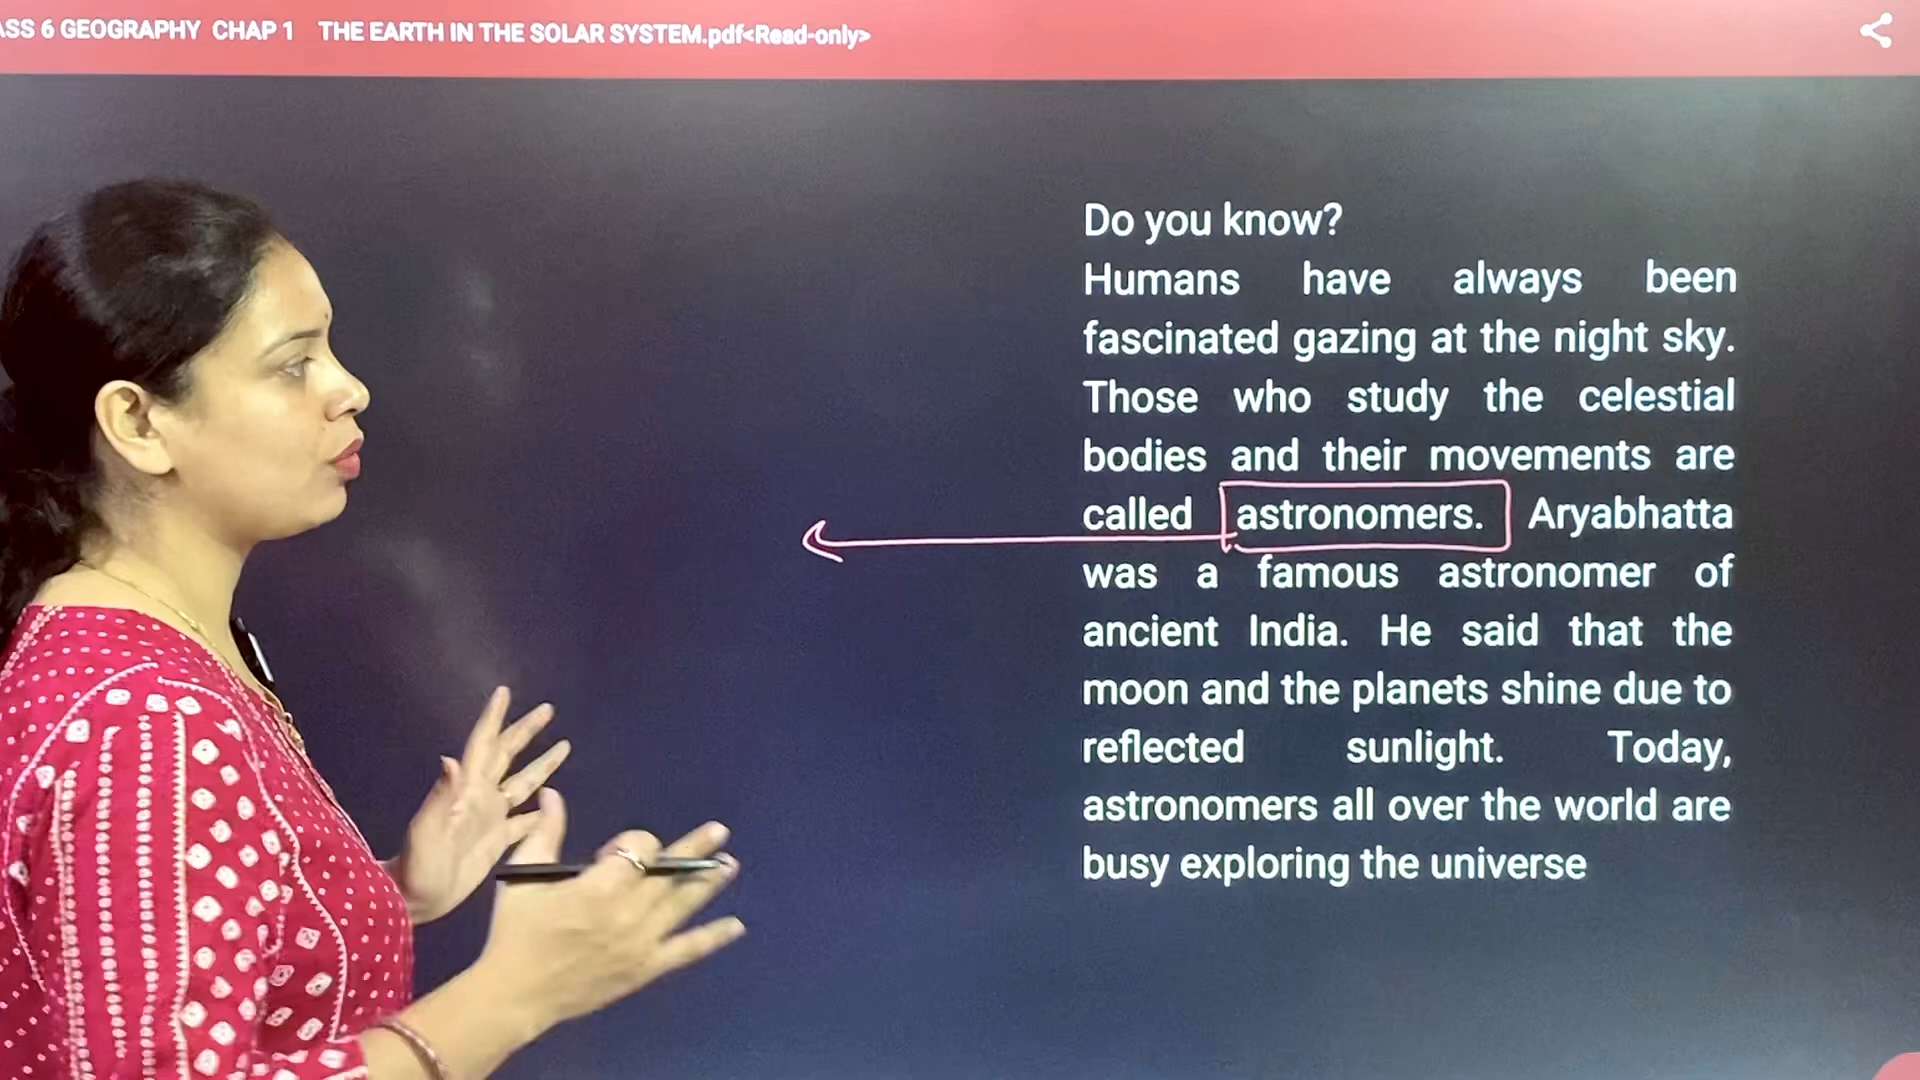 ASS 6 GEOGRAPHY CHAP 1 THE EARTH IN THE SOLAR SYSTEM.pdf<Read-only>
Do you know?
Humans have always been
fascinated gazing at the night sky.
Those who study the celestial
bodies and their movements are
called astronomers. Aryabhatta
was a famous astronomer of
ancient India. He said that the
moon and the planets shine due to
reflected sunlight. Today,
astronomers all over the world are
busy exploring the universe